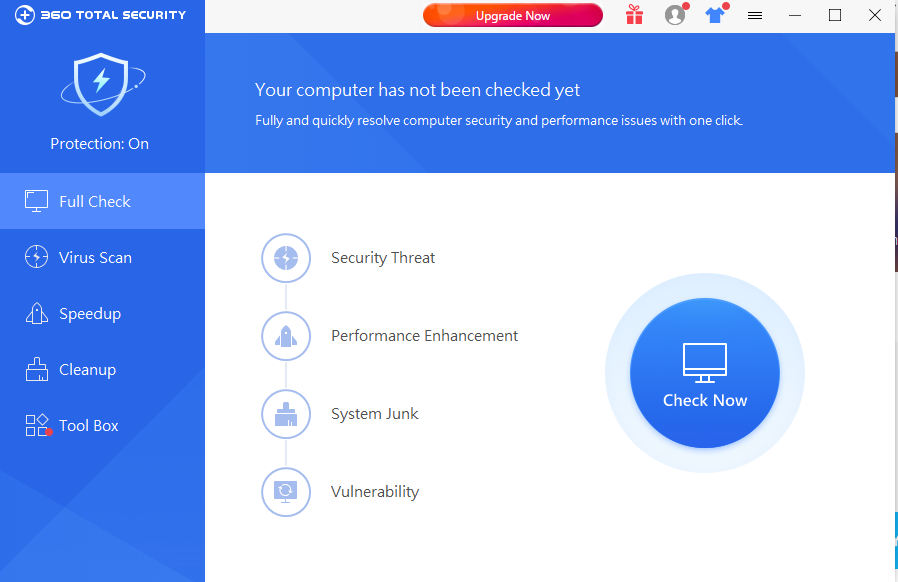 360 TOTAL SECURITY
Upgrade Now
Protection: On
Your computer has not been checked yet
Fully and quickly resolve computer security and performance issues with one click.
Full Check
Virus Scan
Speedup
Cleanup
Tool Box
Security Threat
Performance Enhancement
System Junk
Vulnerability
Check Now